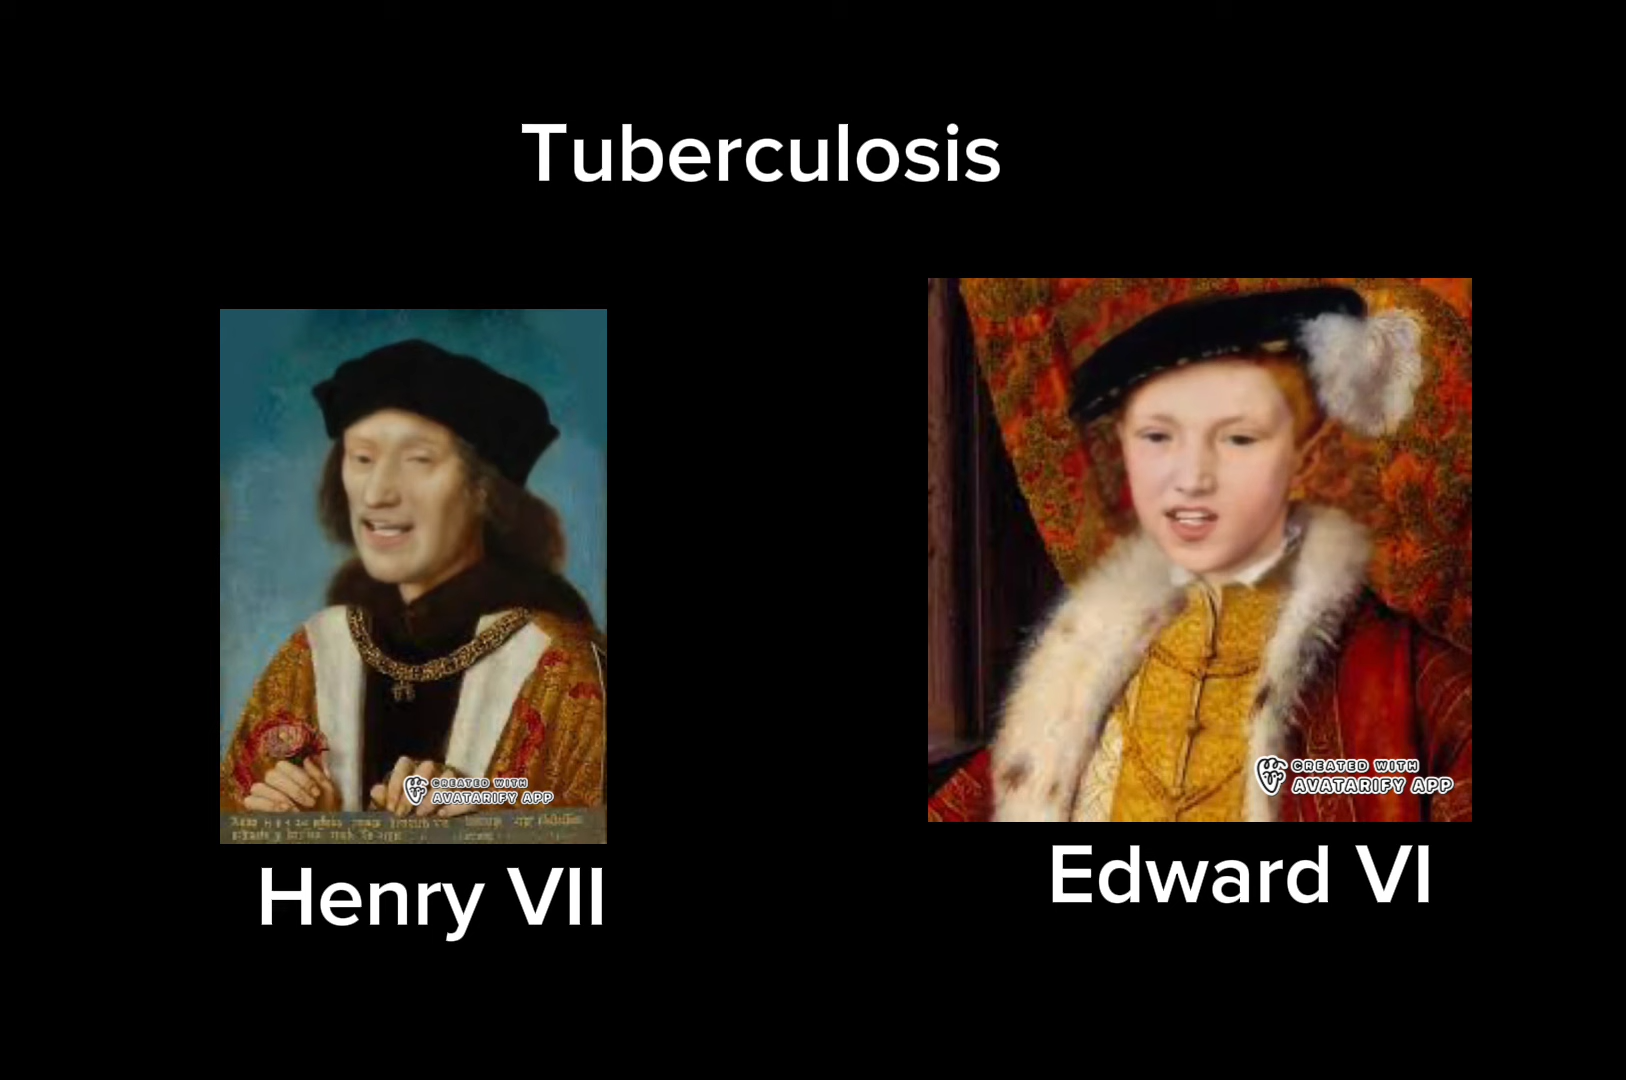 Tuberculosis
CREATED WITH
AVATARIFY APP
CREATED WITH
AVATARIFY APP
Henry VII
Edward VI